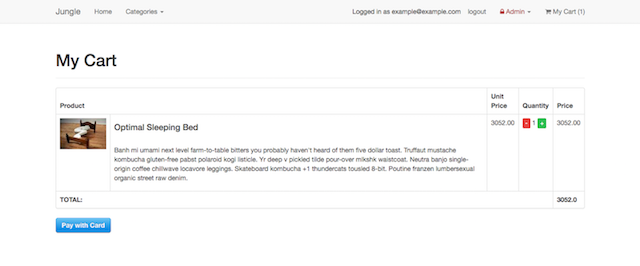 Jungle Home Categories Logged in as example@example.com logout Admin My Cart (1)
My Cart
Product Unit Price Quantity Price
Optimal Sleeping Bed 3052.00 - 1 + 3052.00
Banh mi umami next level farm-to-table bitters you probably haven't heard of them five dollar toast. Truffaut mustache
kombucha gluten-free pabst polaroid kogi listicle. Yr deep v pickled tilde pour-over mikshk waistcoat. Neutra banjo single-
origin coffee chillwave locavore leggings. Skateboard kombucha +1 thundercats tousled 8-bit. Poutine franzen lumbersexual
organic street raw denim.
TOTAL: 3052.0
Pay with Card